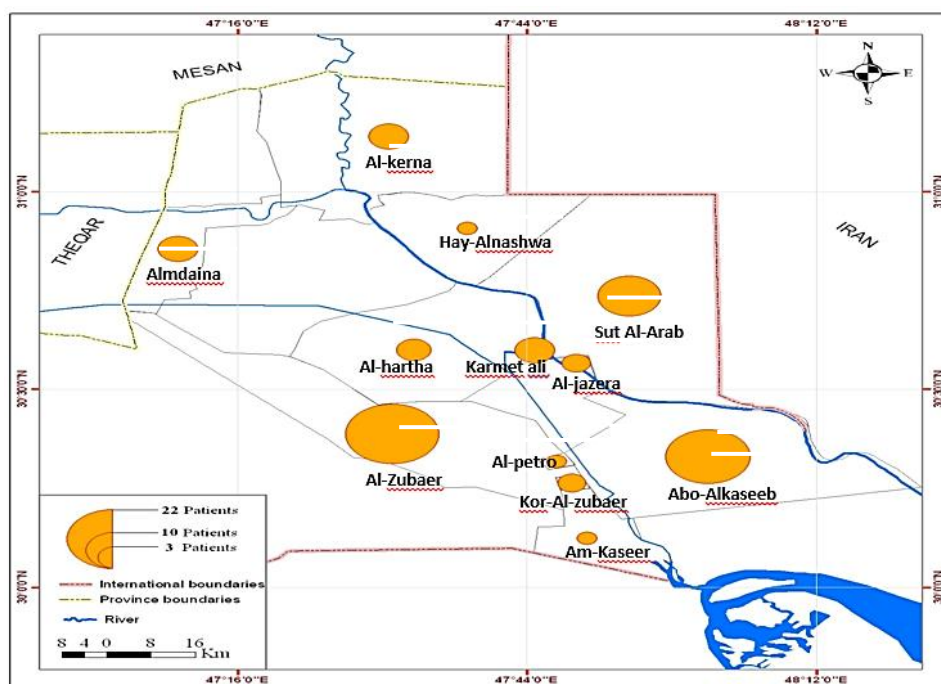 47°16'0"E 47°44'0"E 48°12'0"E
MESAN
N
W E
S
Al-kerna
31°0'0"N 31°0'0"N
THEQAR
Hay-Alnashwa
IRAN
Almdaina
Sut Al-Arab
Al-hartha
Karmet ali
Al-jazera
30°30'0"N 30°30'0"N
Al-petro
Al-Zubaer
Abo-Alkaseeb
Kor-Al-zubaer
Am-Kaseer
22 Patients
10 Patients
3 Patients
International boundaries
Province boundaries
River
30°0'0"N 30°0'0"N
8 4 0 8 16
Km
47°16'0"E 47°44'0"E 48°12'0"E